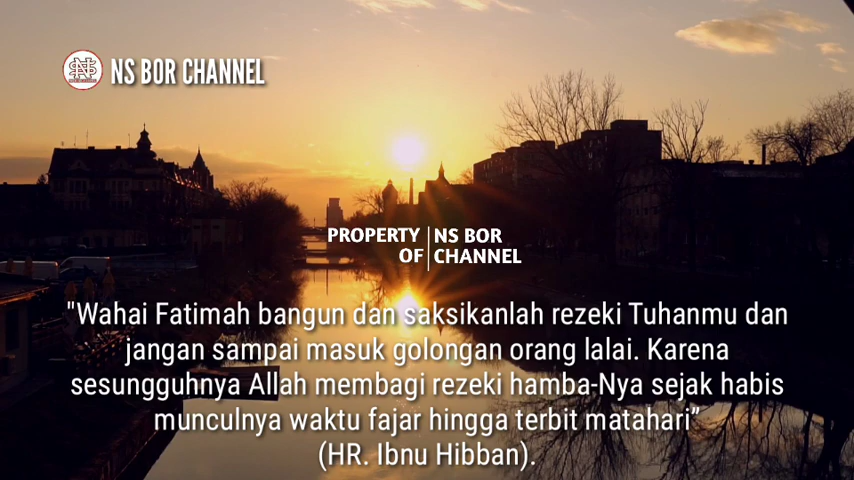 NS BOR CHANNEL
PROPERTY OF
NS BOR CHANNEL
"Wahai Fatimah bangun dan saksikanlah rezeki Tuhanmu dan
jangan sampai masuk golongan orang lalai. Karena
sesungguhnya Allah membagi rezeki hamba-Nya sejak habis
munculnya waktu fajar hingga terbit matahari”
(HR. Ibnu Hibban).